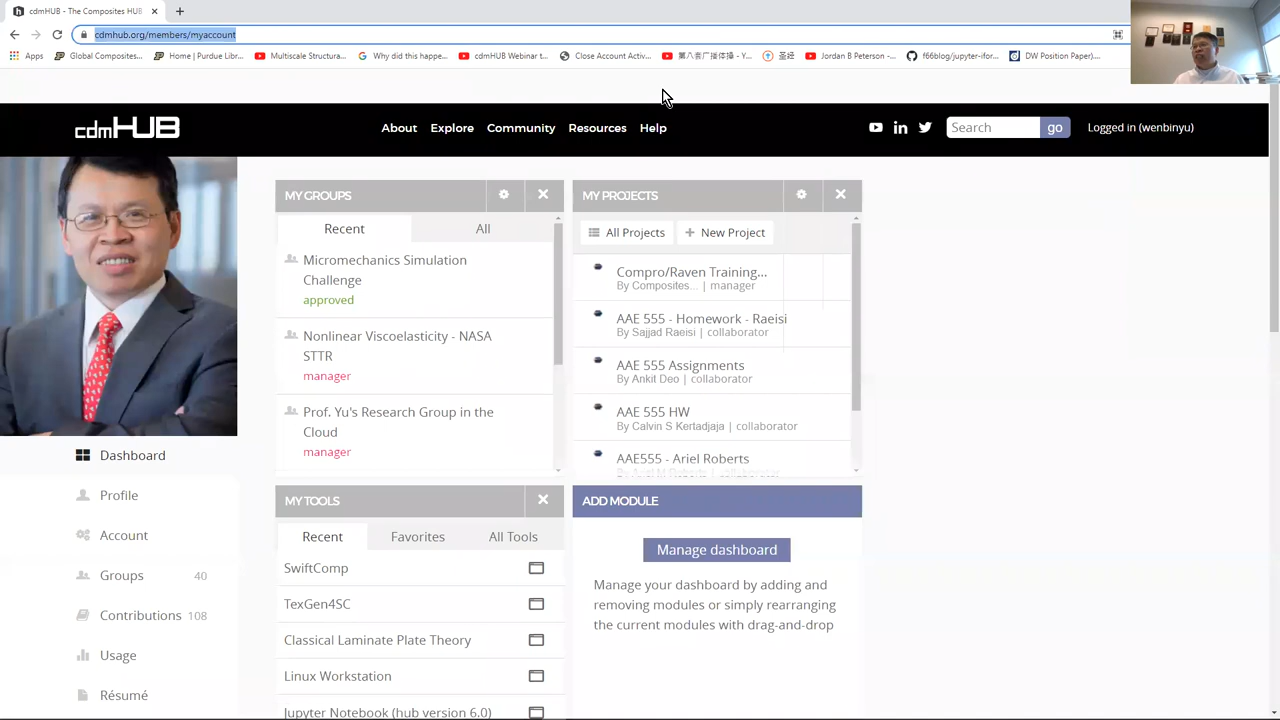 cdmHUB - The Composites HUB
cdmhub.org/members/myaccount
Apps
Global Composites...
Home | Purdue Libr...
Multiscale Structura...
Why did this happe...
cdmHUB Webinar t...
Close Account Activ...
圣经
Jordan B Peterson -...
f66blog/jupyter-ifor...
DW Position Paper)...
cdmHUB
About
Explore
Community
Resources
Help
Search
go
Logged in (wenbinyu)
MY GROUPS
Recent
All
Micromechanics Simulation
Challenge
approved
Nonlinear Viscoelasticity - NASA
STTR
manager
Prof. Yu's Research Group in the
Cloud
manager
MY PROJECTS
All Projects
New Project
Compro/Raven Training...
By Composites... | manager
AAE 555 - Homework - Raeisi
By Sajjad Raeisi | collaborator
AAE 555 Assignments
By Ankit Deo | collaborator
AAE 555 HW
By Calvin S Kertadjaja | collaborator
AAE555 - Ariel Roberts
Dashboard
Profile
Account
Groups 40
Contributions 108
Usage
Résumé
MY TOOLS
Recent
Favorites
All Tools
SwiftComp
TexGen4SC
Classical Laminate Plate Theory
Linux Workstation
Jupyter Notebook (hub version 6.0)
ADD MODULE
Manage dashboard
Manage your dashboard by adding and
removing modules or simply rearranging
the current modules with drag-and-drop